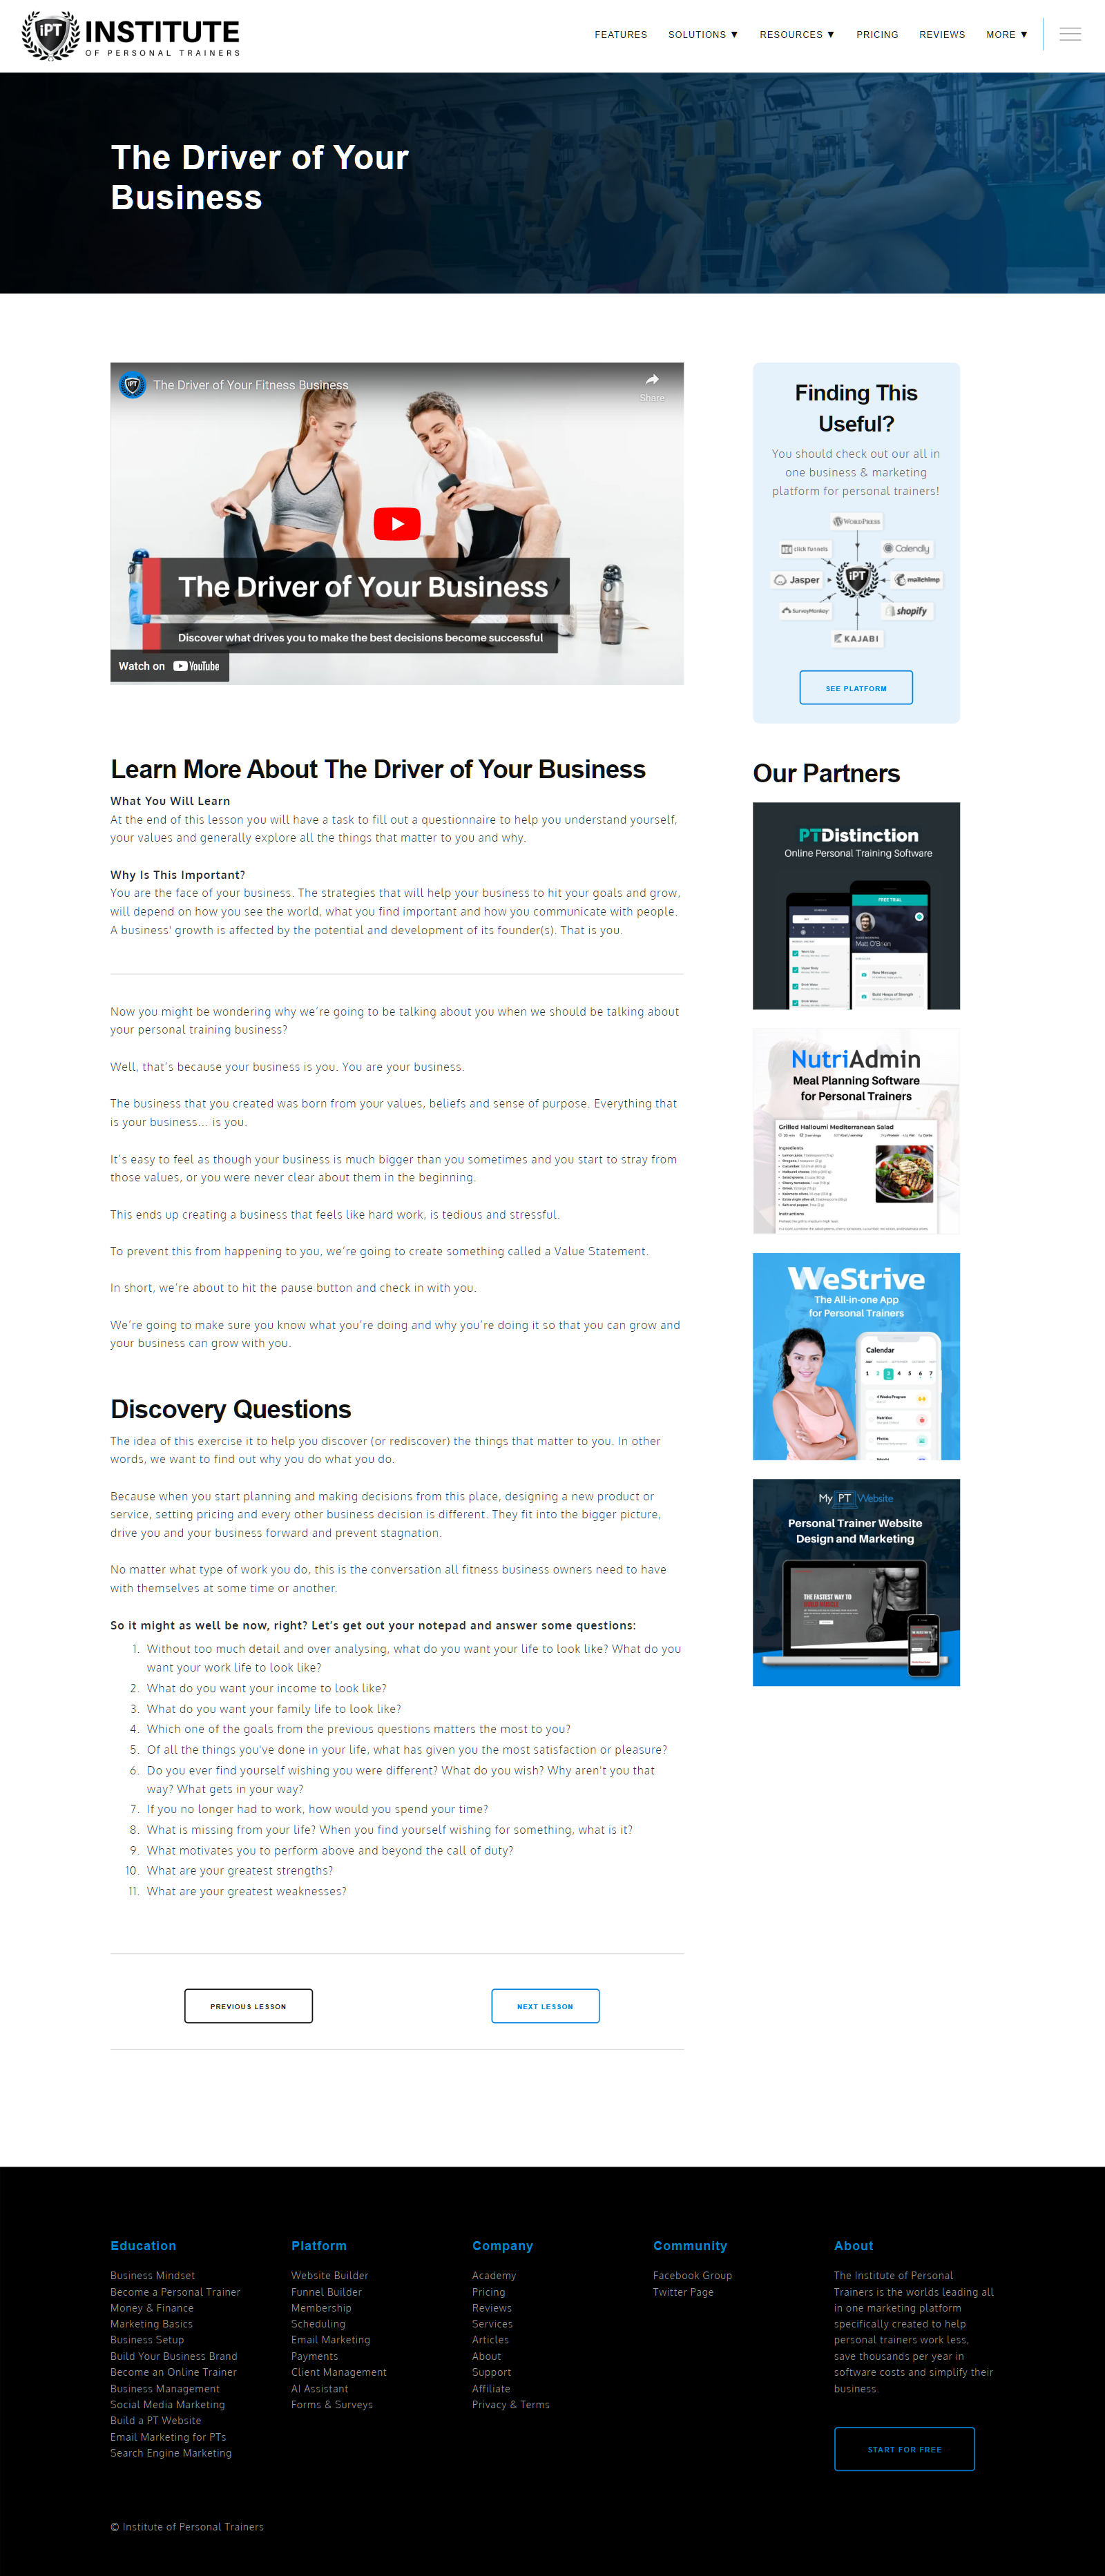 iPT INSTITUTE
OF PERSONAL TRAINERS
FEATURES SOLUTIONS ▼ RESOURCES ▼ PRICING REVIEWS MORE ▼
The Driver of Your
Business
The Driver of Your Fitness Business
Share
The Driver of Your Business
Discover what drives you to make the best decisions become successful
Watch on YouTube
Finding This
Useful?
You should check out our all in
one business & marketing
platform for personal trainers!
WORDPRESS
click funnels
Calendly
Jasper
iPT
mailchimp
SurveyMonkey
shopify
KAJABI
SEE PLATFORM
Learn More About The Driver of Your Business
What You Will Learn
At the end of this lesson you will have a task to fill out a questionnaire to help you understand yourself,
your values and generally explore all the things that matter to you and why.
Why Is This Important?
You are the face of your business. The strategies that will help your business to hit your goals and grow,
will depend on how you see the world, what you find important and how you communicate with people.
A business' growth is affected by the potential and development of its founder(s). That is you.
Now you might be wondering why we're going to be talking about you when we should be talking about
your personal training business?
Well, that's because your business is you. You are your business.
The business that you created was born from your values, beliefs and sense of purpose. Everything that
is your business... is you.
It's easy to feel as though your business is much bigger than you sometimes and you start to stray from
those values, or you were never clear about them in the beginning.
This ends up creating a business that feels like hard work, is tedious and stressful.
To prevent this from happening to you, we're going to create something called a Value Statement.
In short, we're about to hit the pause button and check in with you.
We're going to make sure you know what you're doing and why you're doing it so that you can grow and
your business can grow with you.
Discovery Questions
The idea of this exercise it to help you discover (or rediscover) the things that matter to you. In other
words, we want to find out why you do what you do.
Because when you start planning and making decisions from this place, designing a new product or
service, setting pricing and every other business decision is different. They fit into the bigger picture,
drive you and your business forward and prevent stagnation.
No matter what type of work you do, this is the conversation all fitness business owners need to have
with themselves at some time or another.
So it might as well be now, right? Let's get out your notepad and answer some questions:
1. Without too much detail and over analysing, what do you want your life to look like? What do you
want your work life to look like?
2. What do you want your income to look like?
3. What do you want your family life to look like?
4. Which one of the goals from the previous questions matters the most to you?
5. Of all the things you've done in your life, what has given you the most satisfaction or pleasure?
6. Do you ever find yourself wishing you were different? What do you wish? Why aren't you that
way? What gets in your way?
7. If you no longer had to work, how would you spend your time?
8. What is missing from your life? When you find yourself wishing for something, what is it?
9. What motivates you to perform above and beyond the call of duty?
10. What are your greatest strengths?
11. What are your greatest weaknesses?
PREVIOUS LESSON
NEXT LESSON
Our Partners
PTDistinction
Online Personal Training Software
FREE TRIAL
Matt O'Brien
New Message
Build Heaps of Strength
NutriAdmin
Meal Planning Software
for Personal Trainers
Grilled Halloumi Mediterranean Salad
Ingredients
Instructions
WeStrive
The All-in-one App
for Personal Trainers
Calendar
1 2 3 4 5 6 7
Nutrition
Photos
My PT Website
Personal Trainer Website
Design and Marketing
THE FASTEST WAY TO
Education
Business Mindset
Become a Personal Trainer
Money & Finance
Marketing Basics
Business Setup
Build Your Business Brand
Become an Online Trainer
Business Management
Social Media Marketing
Build a PT Website
Email Marketing for PTs
Search Engine Marketing
Platform
Website Builder
Funnel Builder
Membership
Scheduling
Email Marketing
Payments
Client Management
AI Assistant
Forms & Surveys
Company
Academy
Pricing
Reviews
Services
Articles
About
Support
Affiliate
Privacy & Terms
Community
Facebook Group
Twitter Page
About
The Institute of Personal
Trainers is the worlds leading all
in one marketing platform
specifically created to help
personal trainers work less,
save thousands per year in
software costs and simplify their
business.
START FOR FREE
© Institute of Personal Trainers